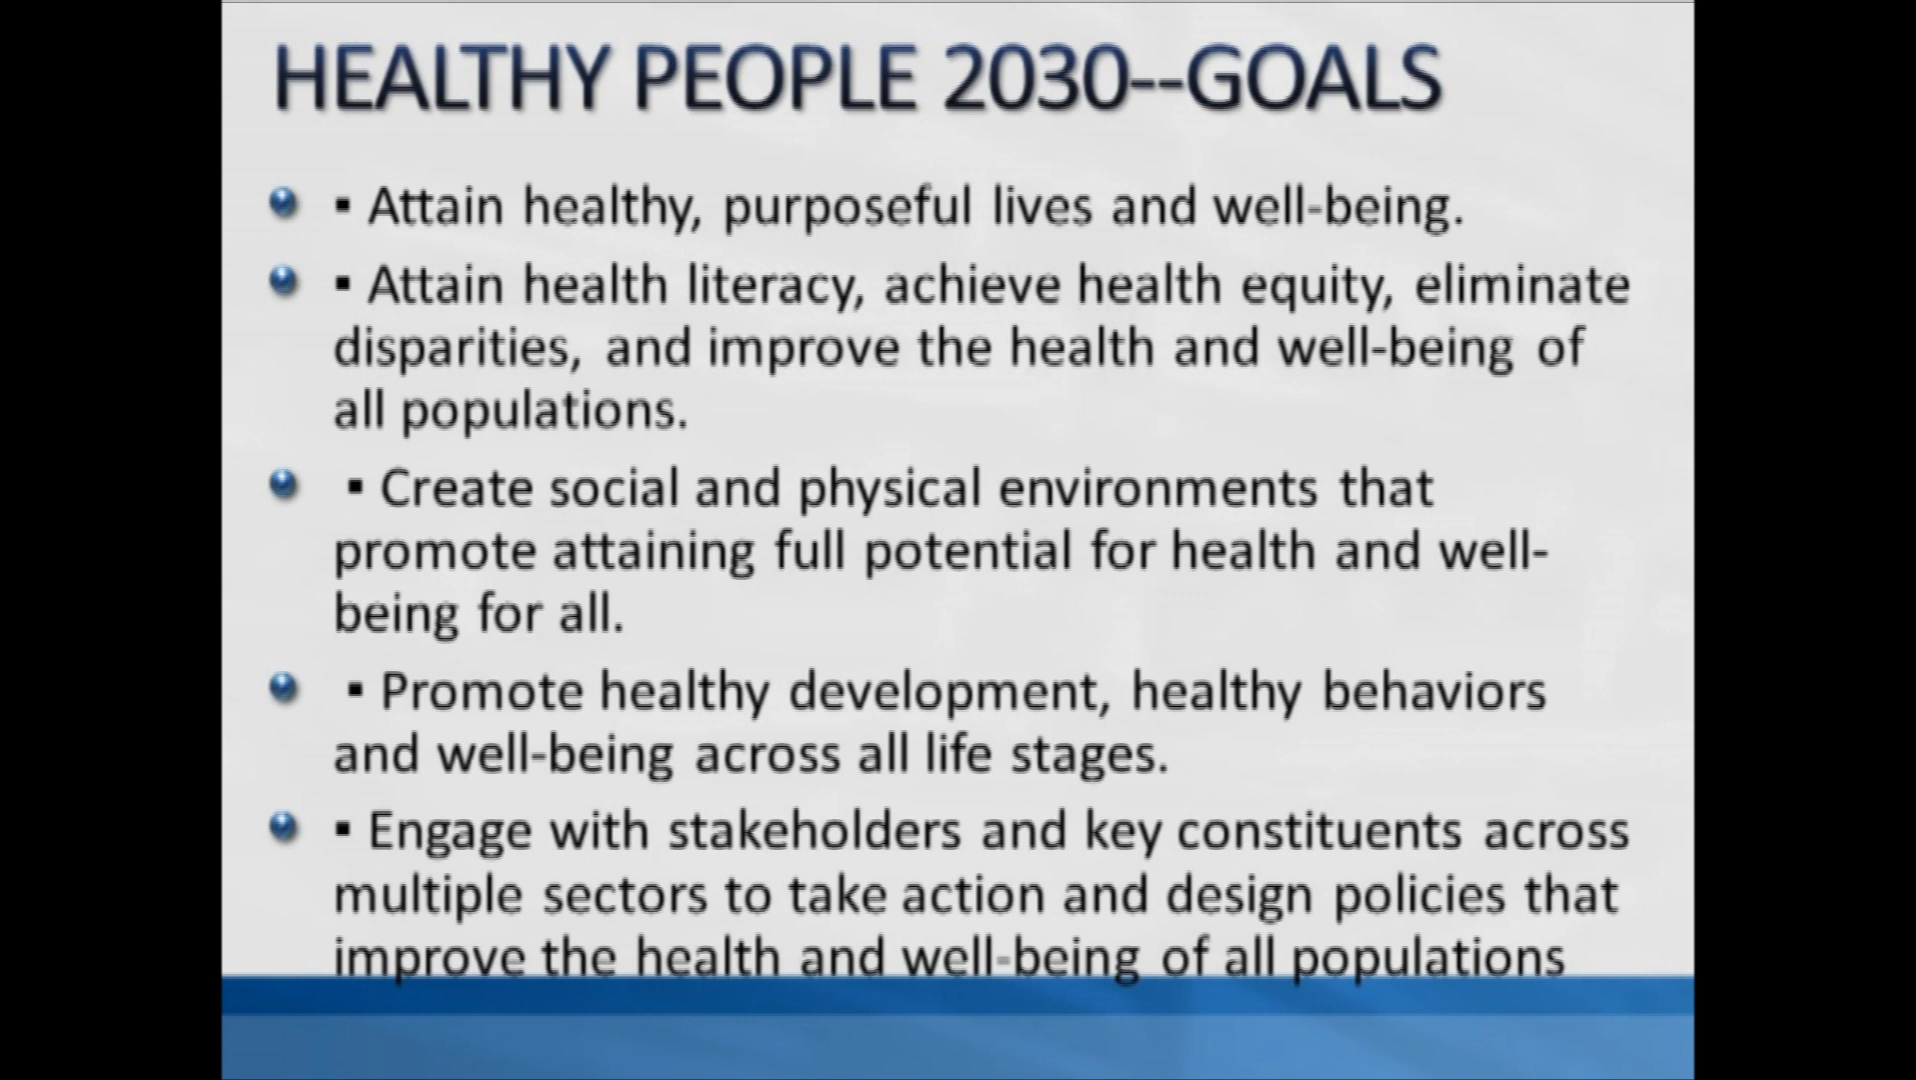 HEALTHY PEOPLE 2030--GOALS
▪ Attain healthy, purposeful lives and well-being.
▪ Attain health literacy, achieve health equity, eliminate
disparities, and improve the health and well-being of
all populations.
▪ Create social and physical environments that
promote attaining full potential for health and well-
being for all.
▪ Promote healthy development, healthy behaviors
and well-being across all life stages.
▪ Engage with stakeholders and key constituents across
multiple sectors to take action and design policies that
improve the health and well-being of all populations